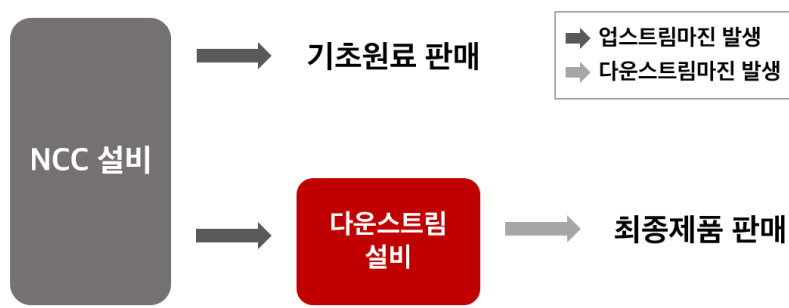 기초원료 판매
업스트림마진 발생
다운스트림마진 발생
NCC 설비
다운스트림
설비
최종제품 판매